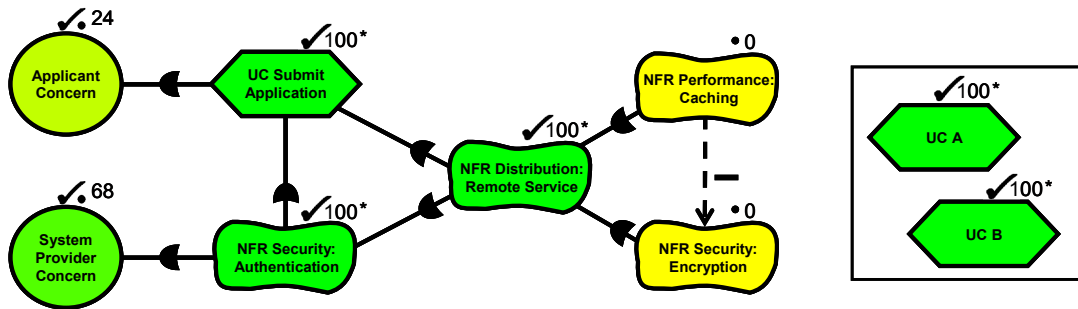 24
Applicant
Concern
100*
UC Submit
Application
0
NFR Performance:
Caching
100*
NFR Distribution:
Remote Service
68
System
Provider
Concern
100*
NFR Security:
Authentication
0
NFR Security:
Encryption
100*
UC A
100*
UC B